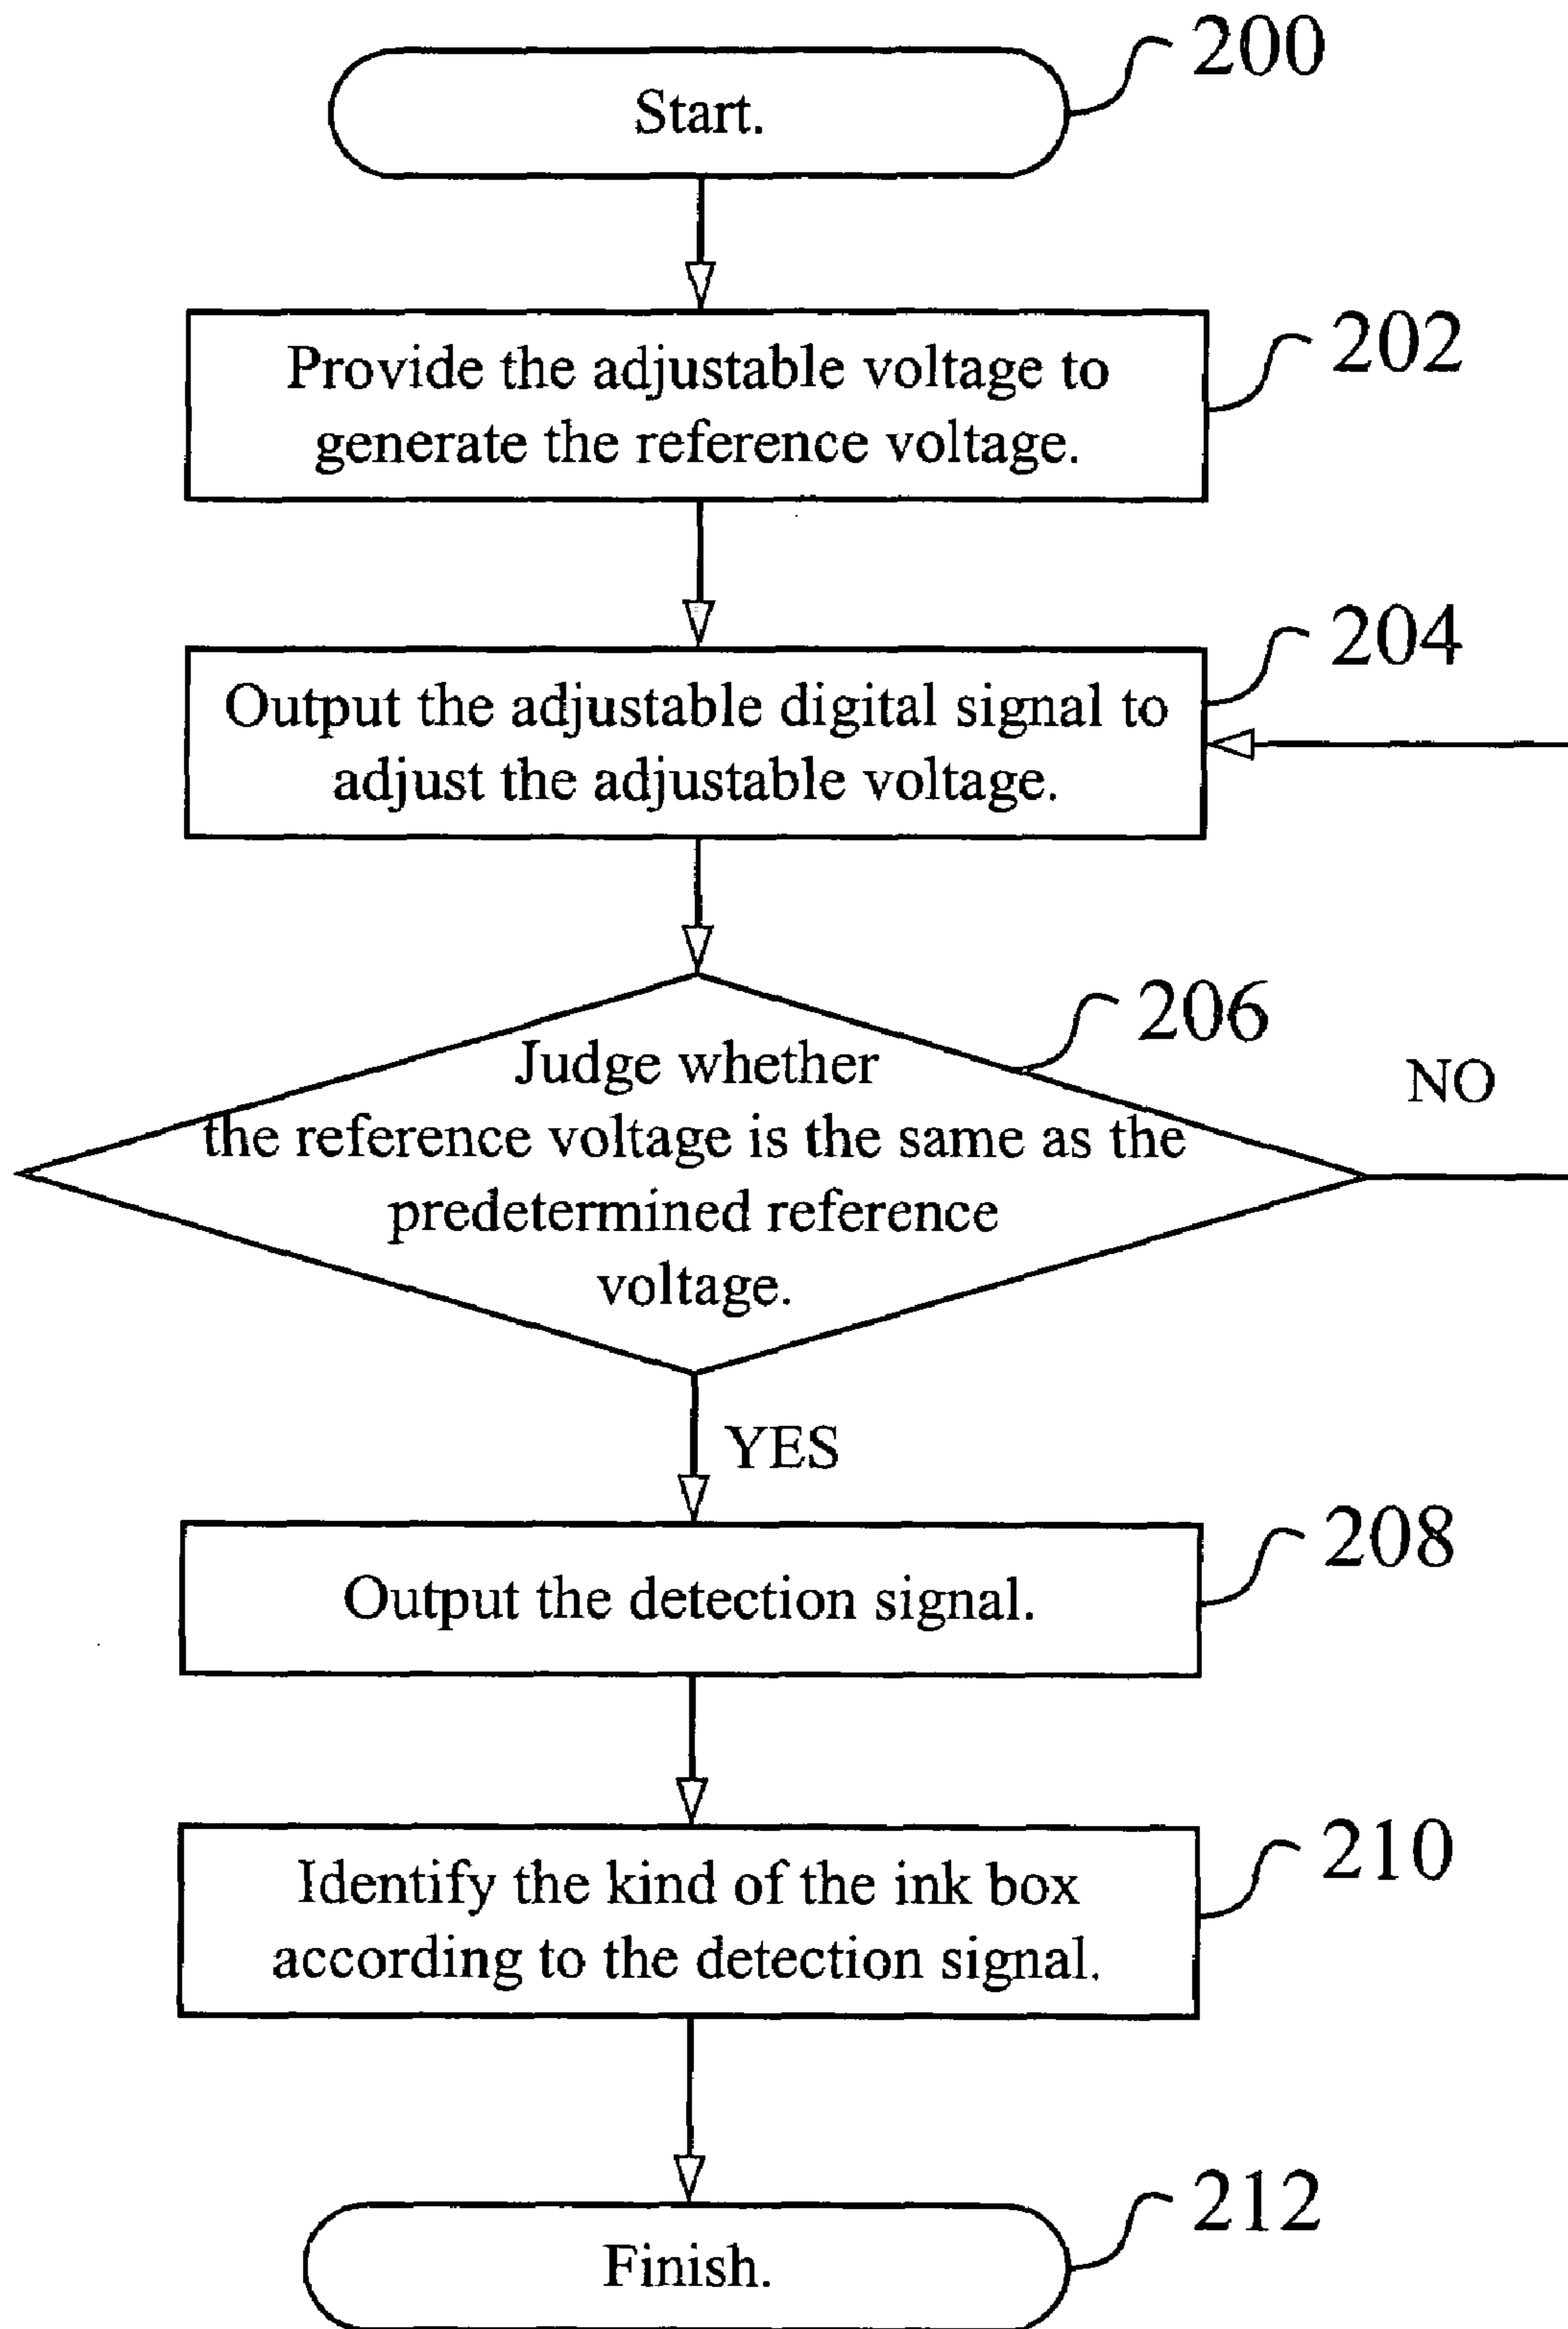 Start.
200
Provide the adjustable voltage to
generate the reference voltage.
202
Output the adjustable digital signal to
adjust the adjustable voltage.
204
Judge whether
the reference voltage is the same as the
predetermined reference
voltage.
206
NO
YES
Output the detection signal.
208
Identify the kind of the ink box
according to the detection signal.
210
Finish.
212